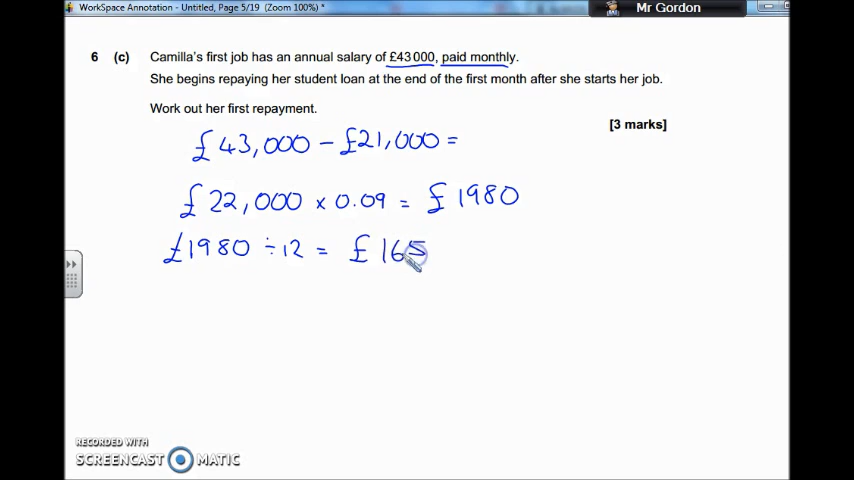 WorkSpace Annotation - Untitled, Page 5/19 (Zoom 100%) *
Mr Gordon
6 (c) Camilla's first job has an annual salary of £43 000, paid monthly.
She begins repaying her student loan at the end of the first month after she starts her job.
Work out her first repayment.
[3 marks]
£43,000 - £21,000 =
£22,000 × 0.09 = £1980
£1980 ÷ 12 = £165
RECORDED WITH
SCREENCAST MATIC